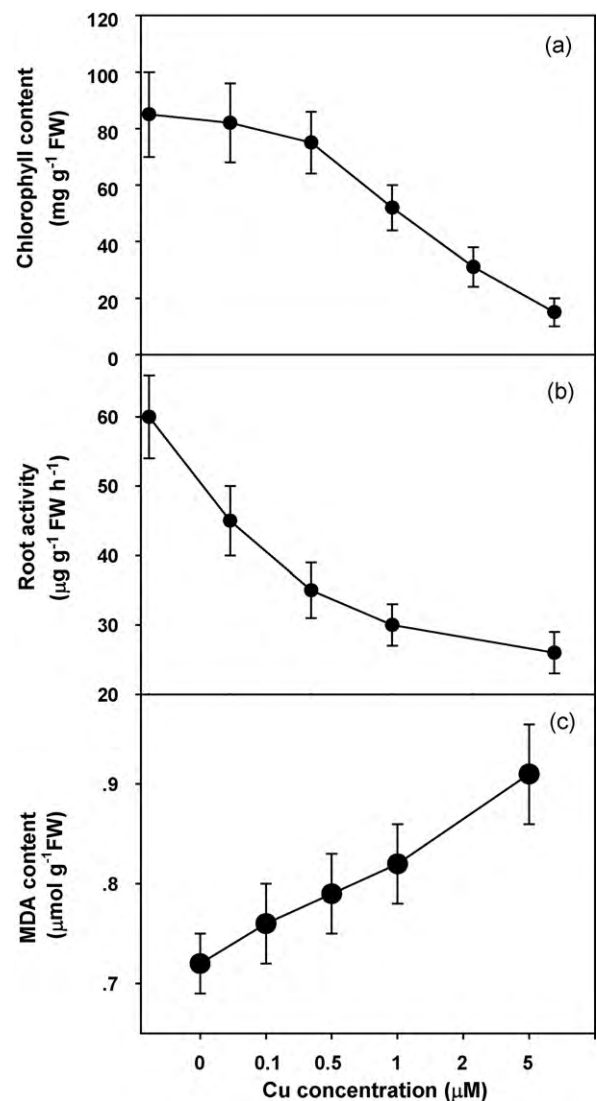 120
100
80
60
40
20
0
Chlorophyll content
(mg g⁻¹ FW)
(a)
60
50
40
30
20
Root activity
(µg g⁻¹ FW h⁻¹)
(b)
.9
.8
.7
MDA content
(µmol g⁻¹FW)
(c)
0 0.1 0.5 1 2 5
Cu concentration (µM)